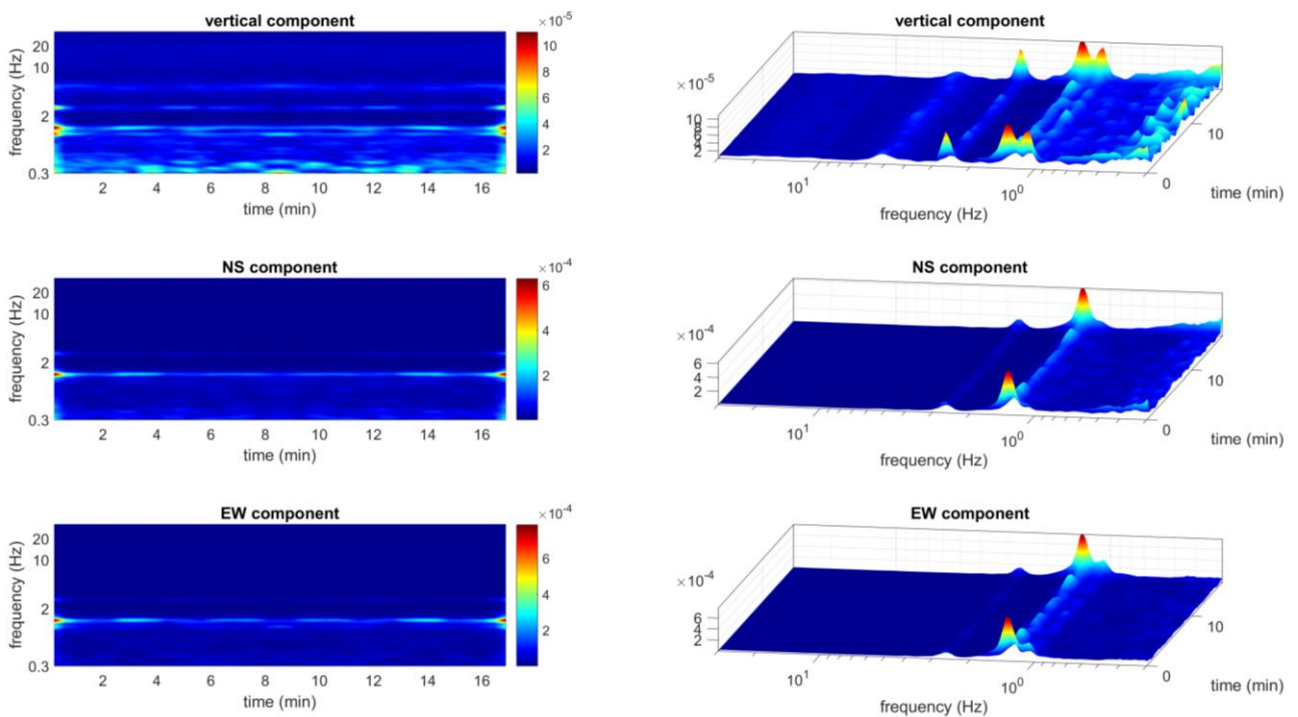 vertical component
×10⁻⁵
20
10
2
0.3
frequency (Hz)
10
8
6
4
2
2 4 6 8 10 12 14 16
time (min)
vertical component
×10⁻⁵
10
8
6
4
2
10¹
10⁰
frequency (Hz)
0
10
time (min)
NS component
×10⁻⁴
20
10
2
0.3
frequency (Hz)
6
4
2
2 4 6 8 10 12 14 16
time (min)
NS component
×10⁻⁴
6
4
2
10¹
10⁰
frequency (Hz)
0
10
time (min)
EW component
×10⁻⁴
20
10
2
0.3
frequency (Hz)
6
4
2
2 4 6 8 10 12 14 16
time (min)
EW component
×10⁻⁴
6
4
2
10¹
10⁰
frequency (Hz)
0
10
time (min)